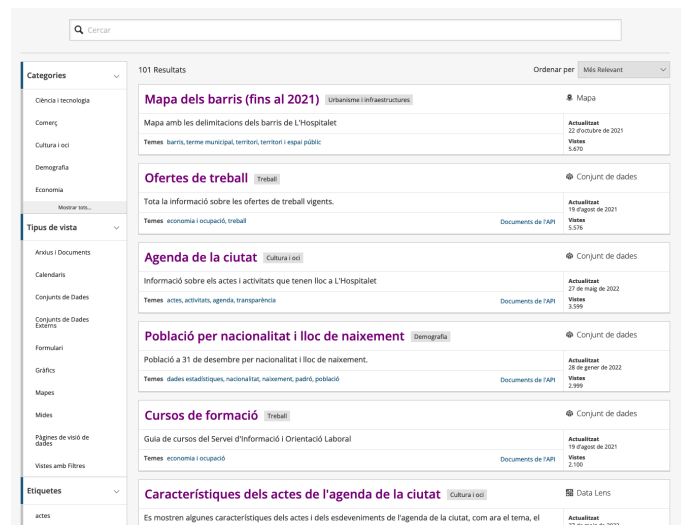 Cercar
101 Resultats
Ordenar per Més Relevant
Categories
Ciència i tecnologia
Comerç
Cultura i oci
Demografia
Economia
Mostrar tots...
Tipus de vista
Arxius i Documents
Calendaris
Conjunts de Dades
Conjunts de Dades
Externs
Formulari
Gràfics
Mapes
Mides
Pàgines de visió de
dades
Vistes amb Filtres
Etiquetes
actes
Mapa dels barris (fins al 2021) Urbanisme i infraestructures
Mapa
Mapa amb les delimitacions dels barris de L'Hospitalet
Temes barris, terme municipal, territori, territori i espai públic
Actualitzat
22 d'octubre de 2021
Vistes
5.670
Ofertes de treball Treball
Conjunt de dades
Tota la informació sobre les ofertes de treball vigents.
Temes economia i ocupació, treball
Documents de l'API
Actualitzat
19 d'agost de 2021
Vistes
5.576
Agenda de la ciutat Cultura i oci
Conjunt de dades
Informació sobre els actes i activitats que tenen lloc a L'Hospitalet
Temes actes, activitats, agenda, transparència
Documents de l'API
Actualitzat
27 de maig de 2022
Vistes
3.599
Població per nacionalitat i lloc de naixement Demografia
Conjunt de dades
Població a 31 de desembre per nacionalitat i lloc de naixement.
Temes dades estadístiques, nacionalitat, naixement, padró, població
Documents de l'API
Actualitzat
28 de gener de 2022
Vistes
2.999
Cursos de formació Treball
Conjunt de dades
Guia de cursos del Servei d'Informació i Orientació Laboral
Temes economia i ocupació
Documents de l'API
Actualitzat
19 d'agost de 2021
Vistes
2.100
Característiques dels actes de l'agenda de la ciutat Cultura i oci
Data Lens
Es mostren algunes característiques dels actes i dels esdeveniments de l'agenda de la ciutat, com ara el tema, el
Actualitzat
27 de maig de 2022